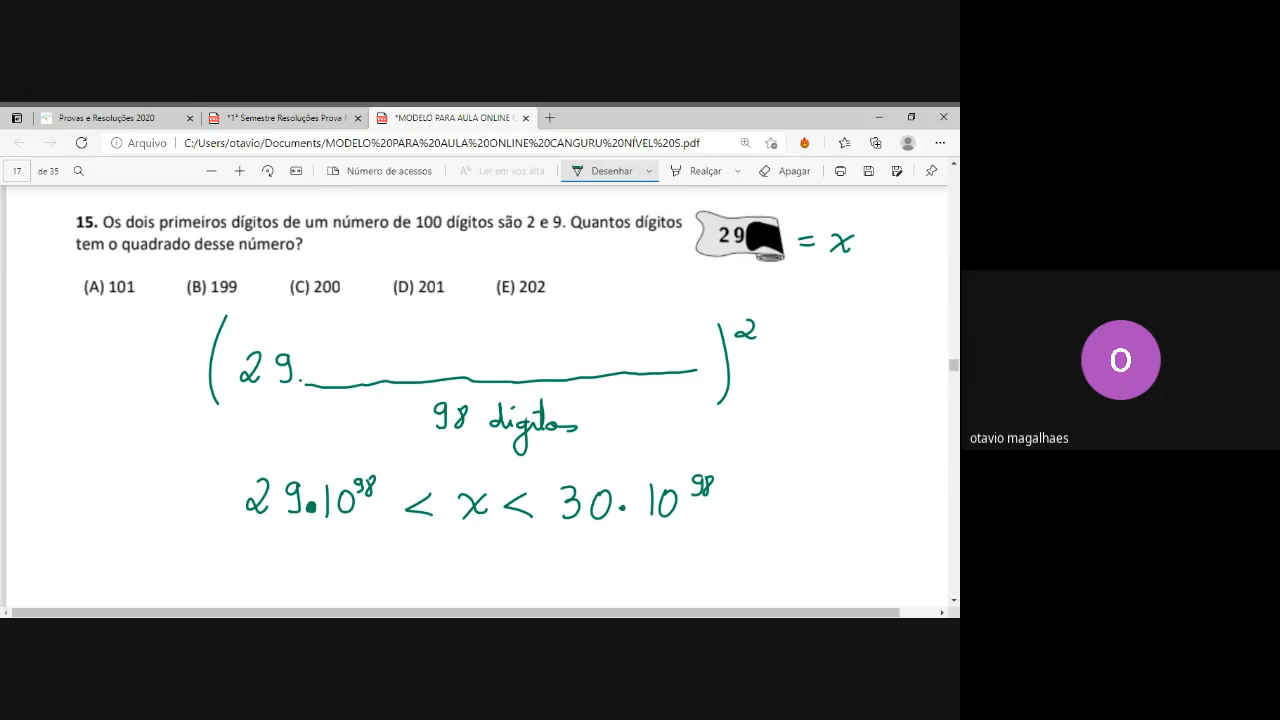 Provas e Resoluções 2020
*1° Semestre Resoluções Prova
*MODELO PARA AULA ONLINE C
Arquivo C:/Users/otavio/Documents/MODELO%20PARA%20AULA%20ONLINE%20CANGURU%20NÍVEL%20S.pdf
17 de 35 Número de acessos Ler em voz alta Desenhar Realçar Apagar
15. Os dois primeiros dígitos de um número de 100 dígitos são 2 e 9. Quantos dígitos
tem o quadrado desse número?
29 = x
(A) 101 (B) 199 (C) 200 (D) 201 (E) 202
(29. )²
98 dígitos
29.10⁹⁸ < x < 30.10⁹⁸
O
otavio magalhaes